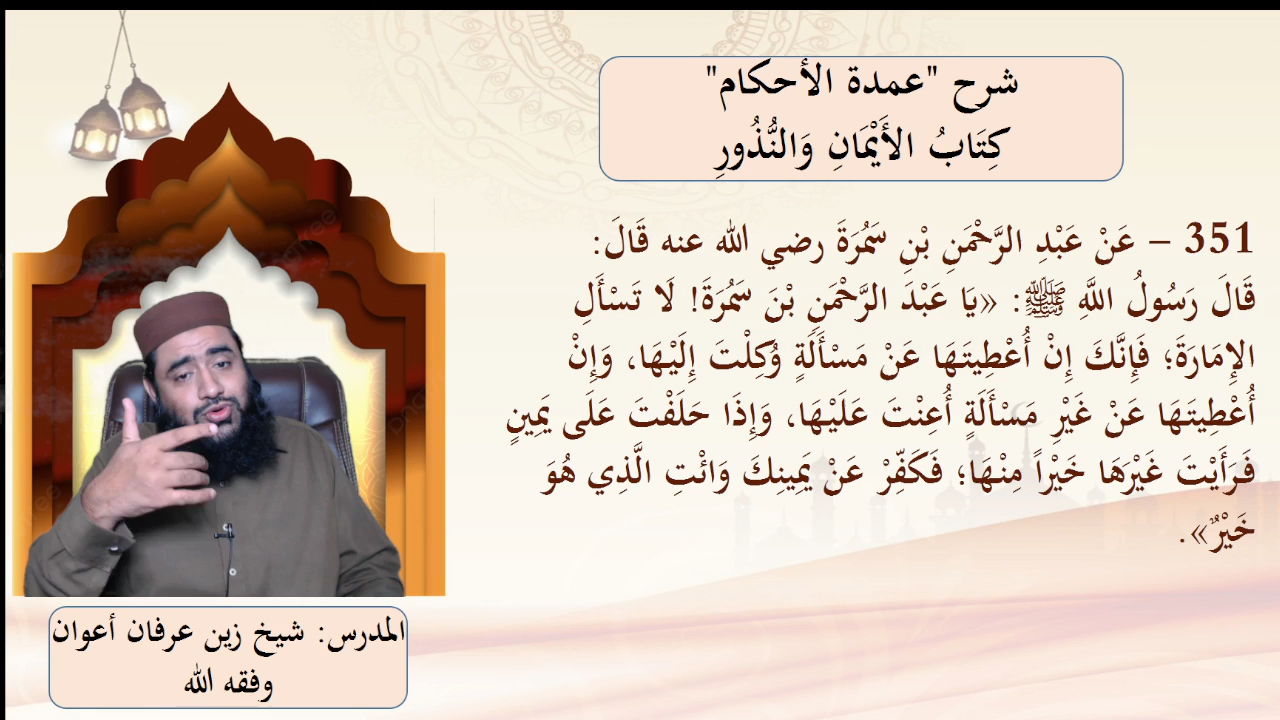 شرح "عمدة الأحكام"
كِتَابُ الأَيْمَانِ وَالنُّذُورِ
351 – عَنْ عَبْدِ الرَّحْمَنِ بْنِ سَمُرَةَ رضي الله عنه قَالَ:
قَالَ رَسُولُ اللَّهِ ﷺ: «يَا عَبْدَ الرَّحْمَنِ بْنَ سَمُرَةَ! لَا تَسْأَلِ
الإِمَارَةَ؛ فَإِنَّكَ إِنْ أُعْطِيتَهَا عَنْ مَسْأَلَةٍ وُكِلْتَ إِلَيْهَا، وَإِنْ
أُعْطِيتَهَا عَنْ غَيْرِ مَسْأَلَةٍ أُعِنْتَ عَلَيْهَا، وَإِذَا حَلَفْتَ عَلَى يَمِينٍ
فَرَأَيْتَ غَيْرَهَا خَيْراً مِنْهَا؛ فَكَفِّرْ عَنْ يَمِينِكَ وَائْتِ الَّذِي هُوَ
خَيْرٌ».
المدرس: شيخ زين عرفان أعوان
وفقه الله